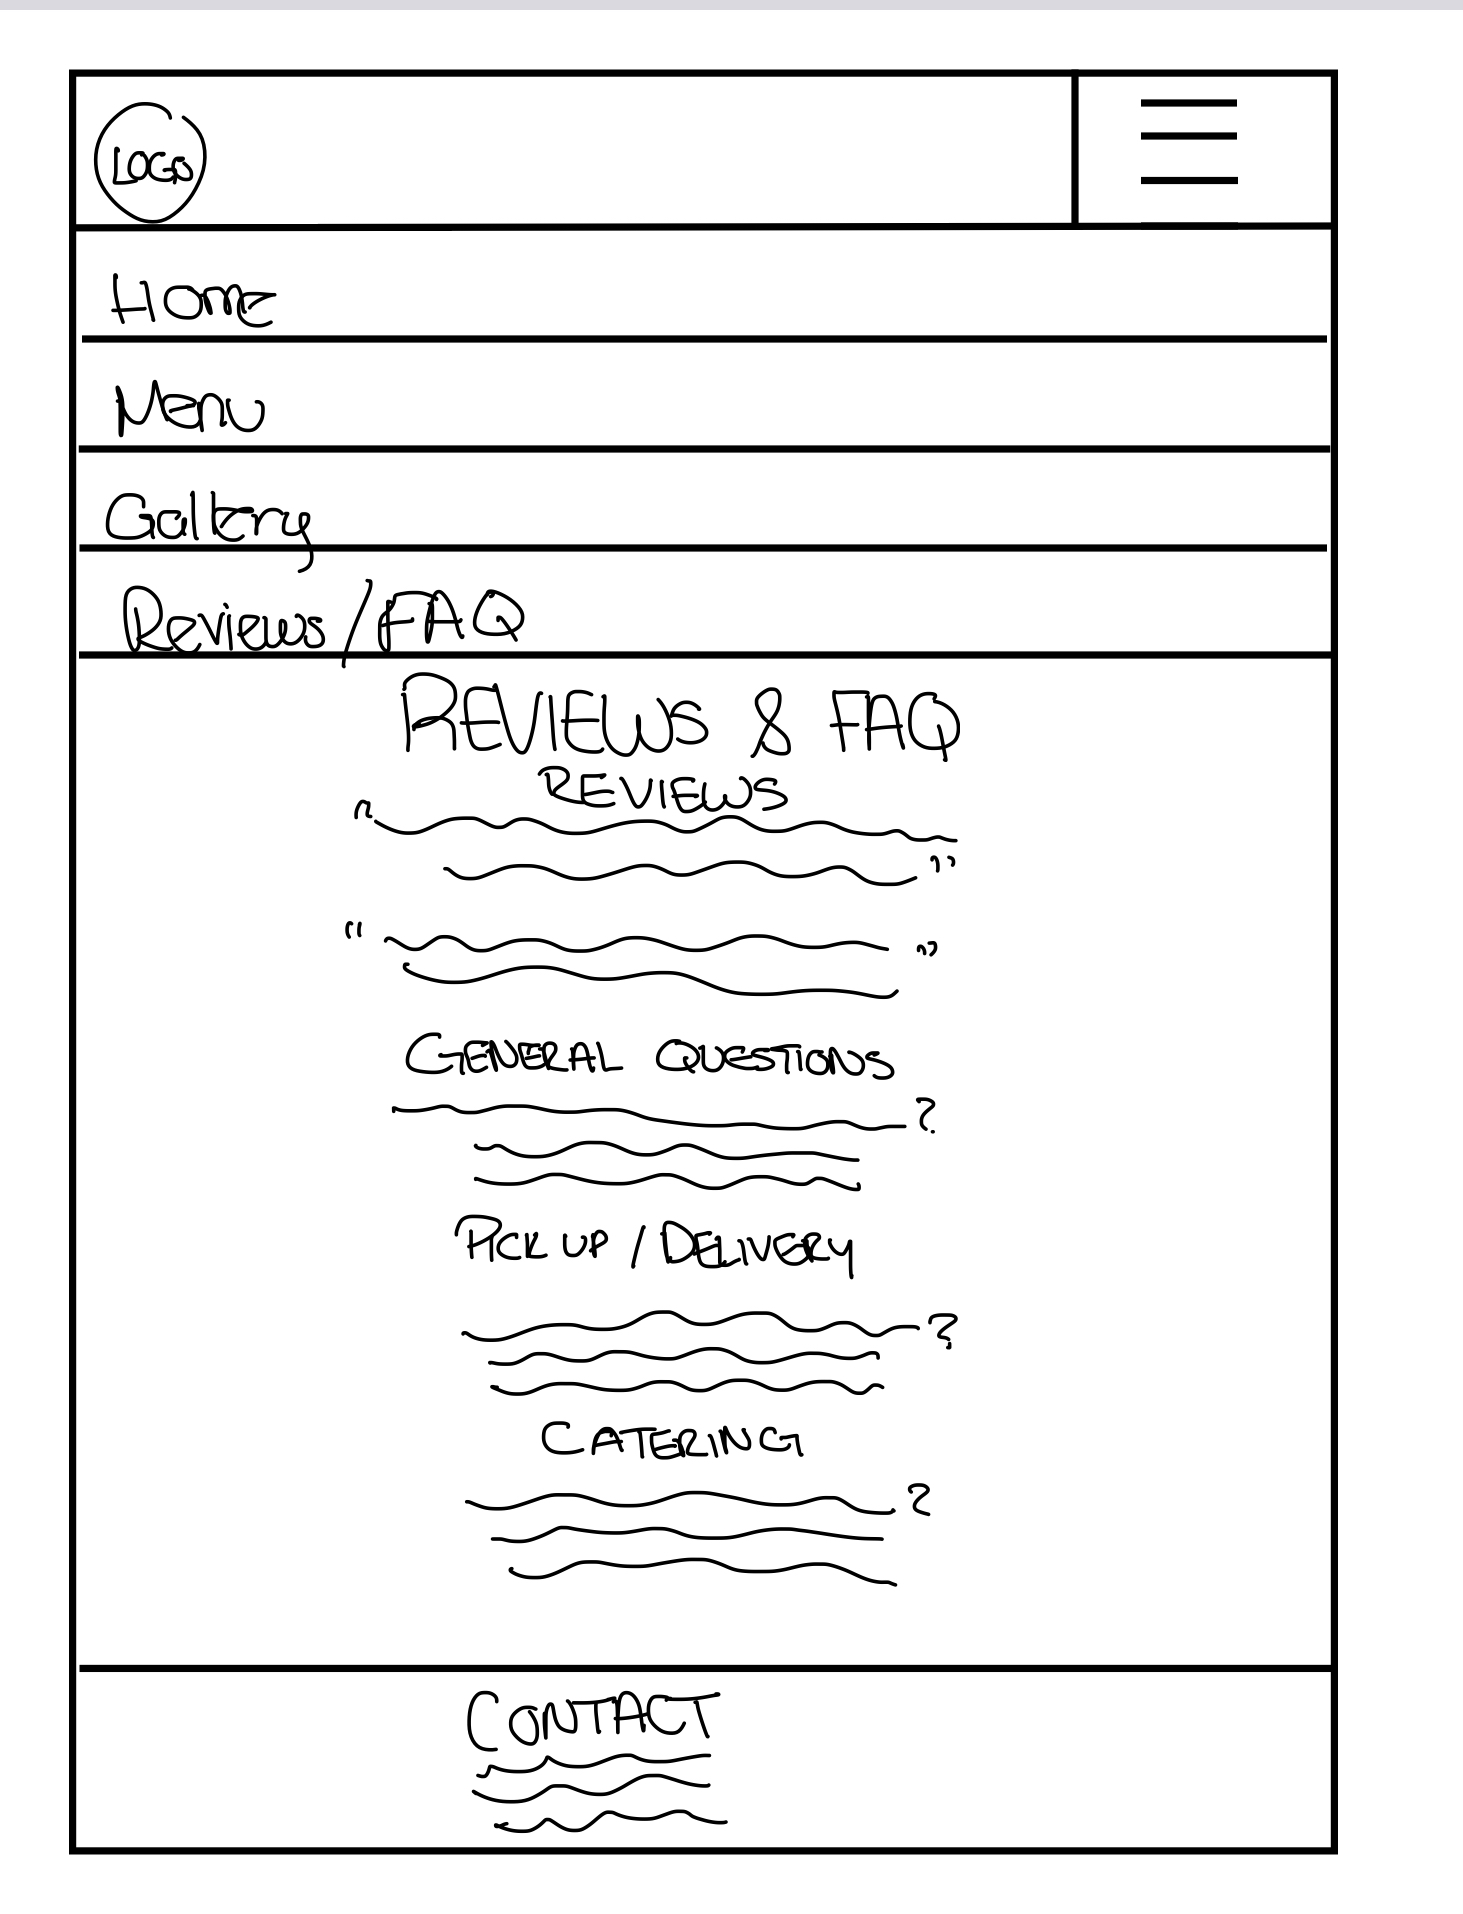 LOGO
Home
Menu
Gallery
Reviews/FAQ
REVIEWS & FAQ
REVIEWS
"
"
" "
GENERAL QUESTIONS
?
PICK UP / DELIVERY
?
CATERING
?
CONTACT